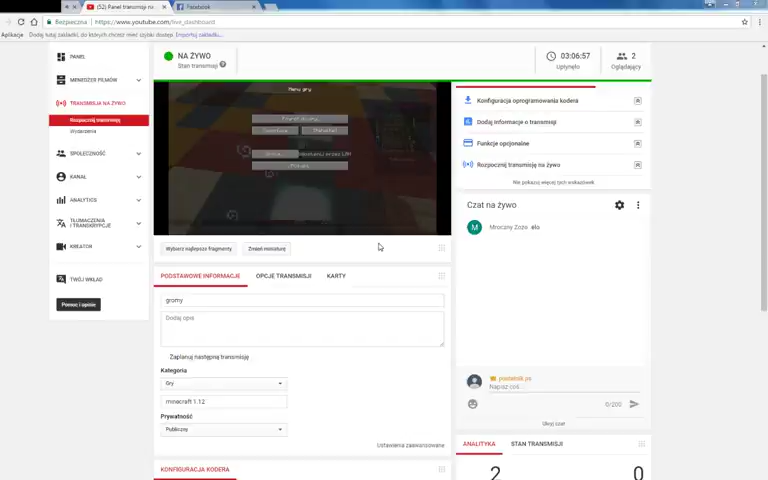 (52) Panel transmisji na ż
Facebook
Bezpieczna
https://www.youtube.com/live_dashboard
Aplikacje
Dodaj tutaj zakładki, do których chcesz mieć szybki dostęp.
Importuj zakładki...
PANEL
MENEDŻER FILMÓW
TRANSMISJA NA ŻYWO
Rozpocznij transmisję
Wydarzenia
SPOŁECZNOŚĆ
KANAŁ
ANALYTICS
TŁUMACZENIA
I TRANSKRYPCJE
KREATOR
TWÓJ WKŁAD
Pomoc i opinie
NA ŻYWO
Stan transmisji
03:06:57
Upłynęło
2
Oglądający
Menu gry
Wybierz najlepsze fragmenty
Zmień miniaturę
PODSTAWOWE INFORMACJE
OPCJE TRANSMISJI
KARTY
gromy
Dodaj opis
Zaplanuj następną transmisję
Kategoria
Gry
minecraft 1.12
Prywatność
Publiczny
Ustawienia zaawansowane
KONFIGURACJA KODERA
Konfiguracja oprogramowania kodera
Dodaj informacje o transmisji
Funkcje opcjonalne
Rozpocznij transmisję na żywo
Nie pokazuj więcej tych wskazówek
Czat na żywo
M
Mroczny Zoze elo
Napisz coś...
0/200
Ukryj czat
ANALITYKA
STAN TRANSMISJI
2
0